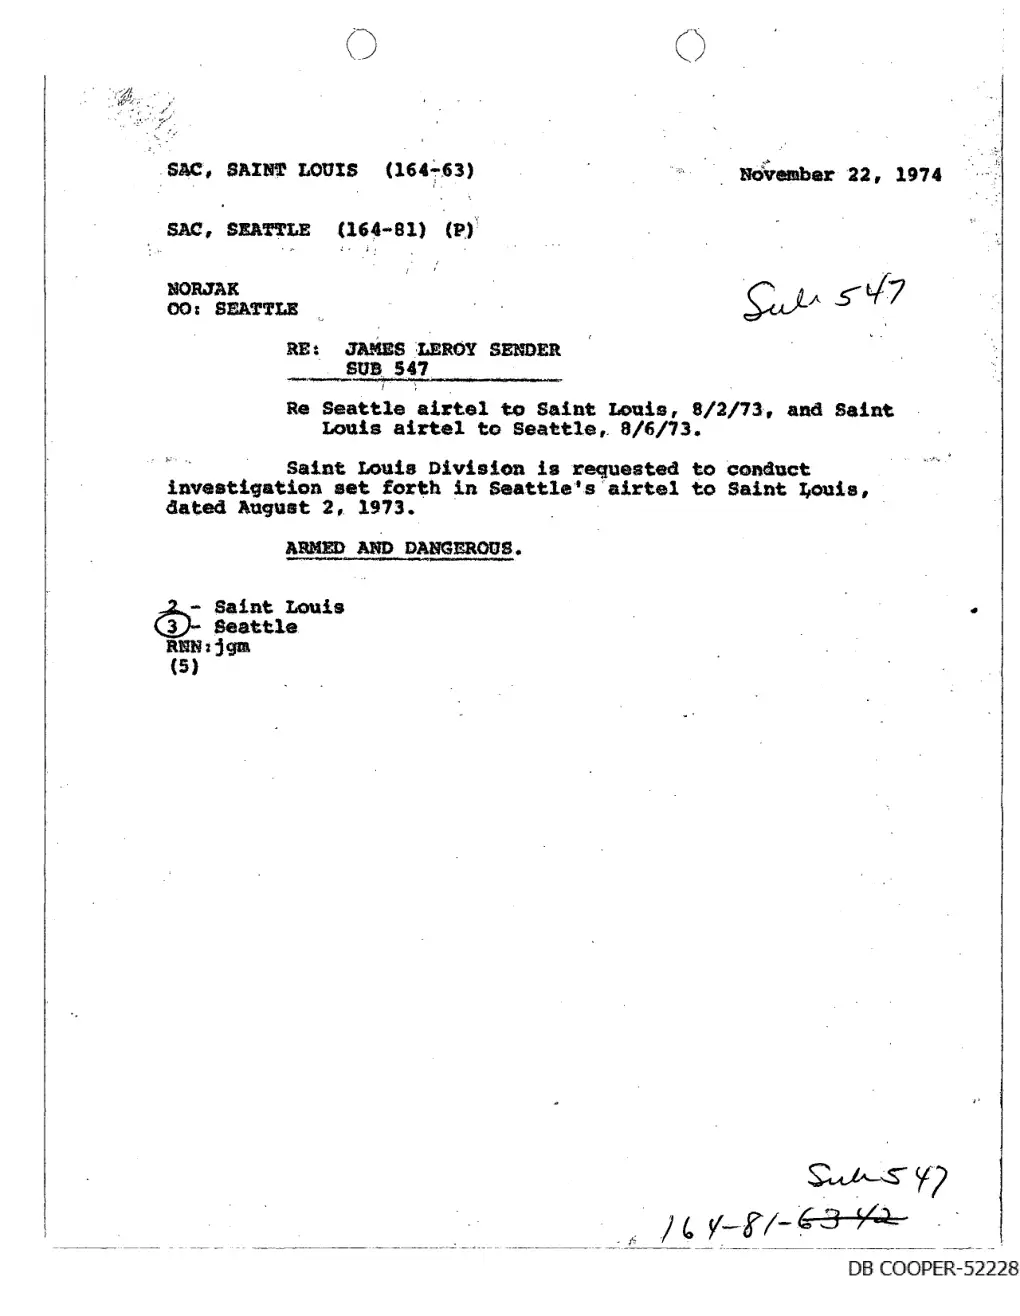 SAC, SAINT LOUIS (164-63)
November 22, 1974
SAC, SEATTLE (164-81) (P)
NORJAK
OO: SEATTLE
Sub 547
RE: JAMES LEROY SENDER
SUB 547
Re Seattle airtel to Saint Louis, 8/2/73, and Saint
Louis airtel to Seattle, 8/6/73.
Saint Louis Division is requested to conduct
investigation set forth in Seattle's airtel to Saint Louis,
dated August 2, 1973.
ARMED AND DANGEROUS.
2 - Saint Louis
3 - Seattle
RNN:jgm
(5)
Sub 547
164-81-6342
DB COOPER-52228